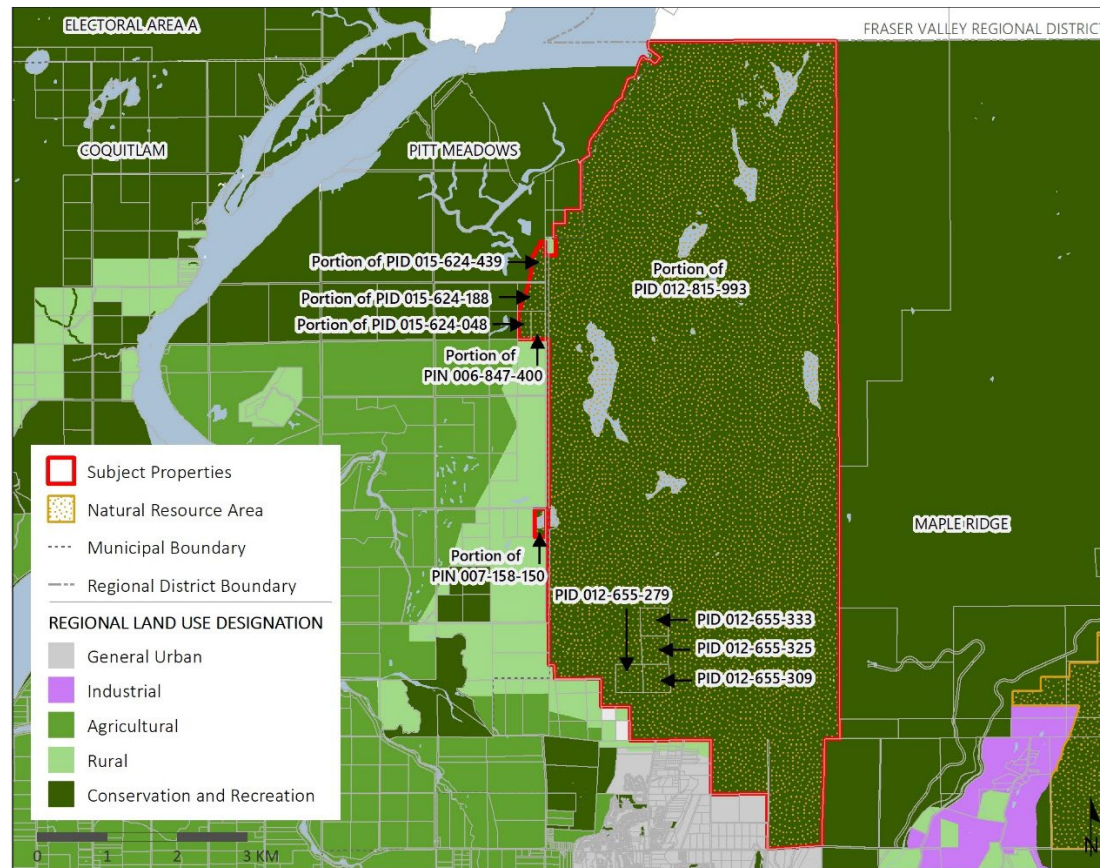 ELECTORAL AREA A
FRASER VALLEY REGIONAL DISTRICT
COQUITLAM
PITT MEADOWS
Portion of PID 015-624-439
Portion of PID 015-624-188
Portion of PID 015-624-048
Portion of
PIN 006-847-400
Portion of
PID 012-815-993
MAPLE RIDGE
Portion of
PIN 007-158-150
PID 012-655-279
PID 012-655-333
PID 012-655-325
PID 012-655-309
Subject Properties
Natural Resource Area
Municipal Boundary
Regional District Boundary
REGIONAL LAND USE DESIGNATION
General Urban
Industrial
Agricultural
Rural
Conservation and Recreation
0 1 2 3 KM
N